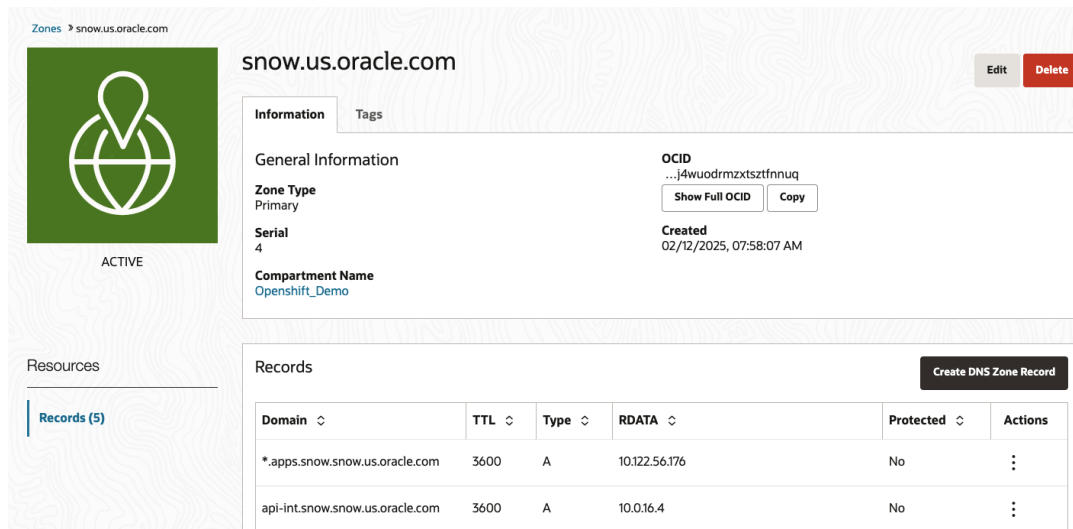 Zones » snow.us.oracle.com
snow.us.oracle.com
Edit
Delete
Information
Tags
General Information
Zone Type
Primary
Serial
4
Compartment Name
Openshift_Demo
OCID
...j4wuodrmzxtsztfnnuq
Show Full OCID
Copy
Created
02/12/2025, 07:58:07 AM
ACTIVE
Resources
Records (5)
Records
Create DNS Zone Record
Domain TTL Type RDATA Protected Actions
*.apps.snow.snow.us.oracle.com 3600 A 10.122.56.176 No
api-int.snow.snow.us.oracle.com 3600 A 10.0.16.4 No